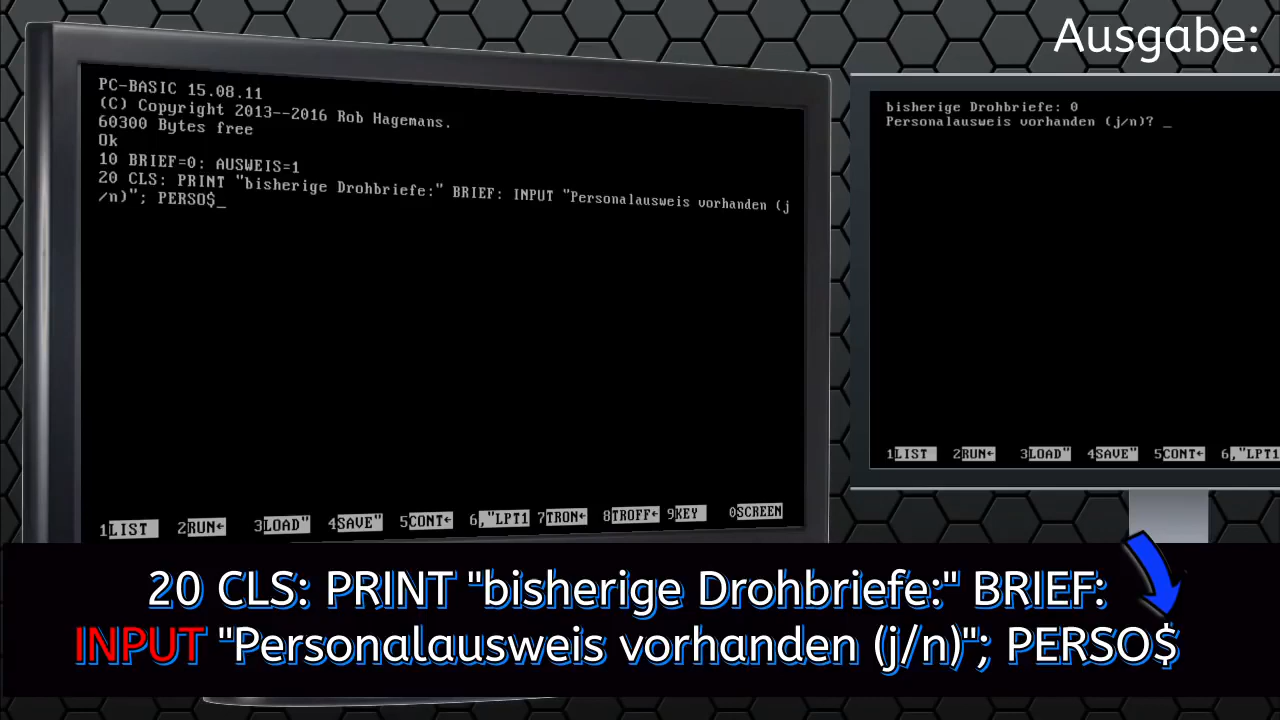 Ausgabe:
PC-BASIC 15.08.11
(C) Copyright 2013--2016 Rob Hagemans.
60300 Bytes free
Ok
10 BRIEF=0: AUSWEIS=1
20 CLS: PRINT "bisherige Drohbriefe:" BRIEF: INPUT "Personalausweis vorhanden (j
/n)"; PERSO$_
1LIST 2RUN← 3LOAD" 4SAVE" 5CONT← 6,"LPT1 7TRON← 8TROFF← 9KEY 0SCREEN
bisherige Drohbriefe: 0
Personalausweis vorhanden (j/n)? _
1LIST 2RUN← 3LOAD" 4SAVE" 5CONT← 6,"LPT1
20 CLS: PRINT "bisherige Drohbriefe:" BRIEF:
INPUT "Personalausweis vorhanden (j/n)"; PERSO$